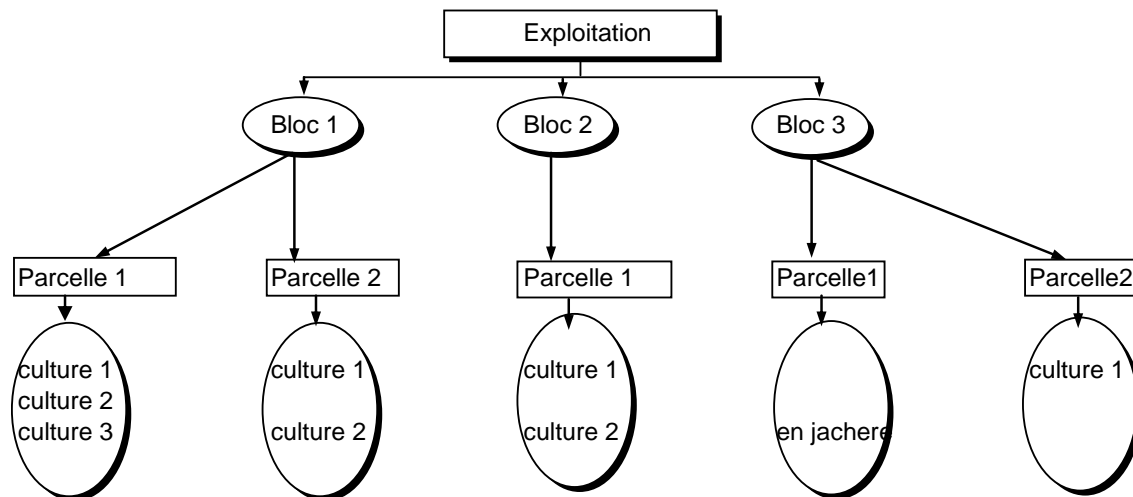 Exploitation
Bloc 1
Bloc 2
Bloc 3
Parcelle 1
Parcelle 2
Parcelle 1
Parcelle1
Parcelle2
culture 1
culture 2
culture 3
culture 1
culture 2
culture 1
culture 2
en jachere
culture 1